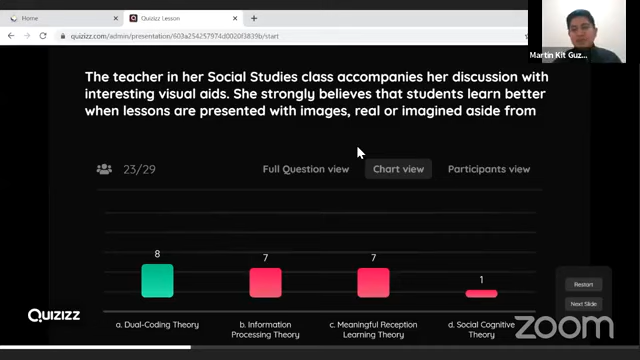 Home
Quizizz Lesson
quizizz.com/admin/presentation/603a254257974d0020f3839b/start
Martin Kit Guz...
The teacher in her Social Studies class accompanies her discussion with
interesting visual aids. She strongly believes that students learn better
when lessons are presented with images, real or imagined aside from
23/29
Full Question view
Chart view
Participants view
8
7
7
1
Restart
Next Slide
Quizizz
a. Dual-Coding Theory
b. Information
Processing Theory
c. Meaningful Reception
Learning Theory
d. Social Cognitive
Theory
zoom